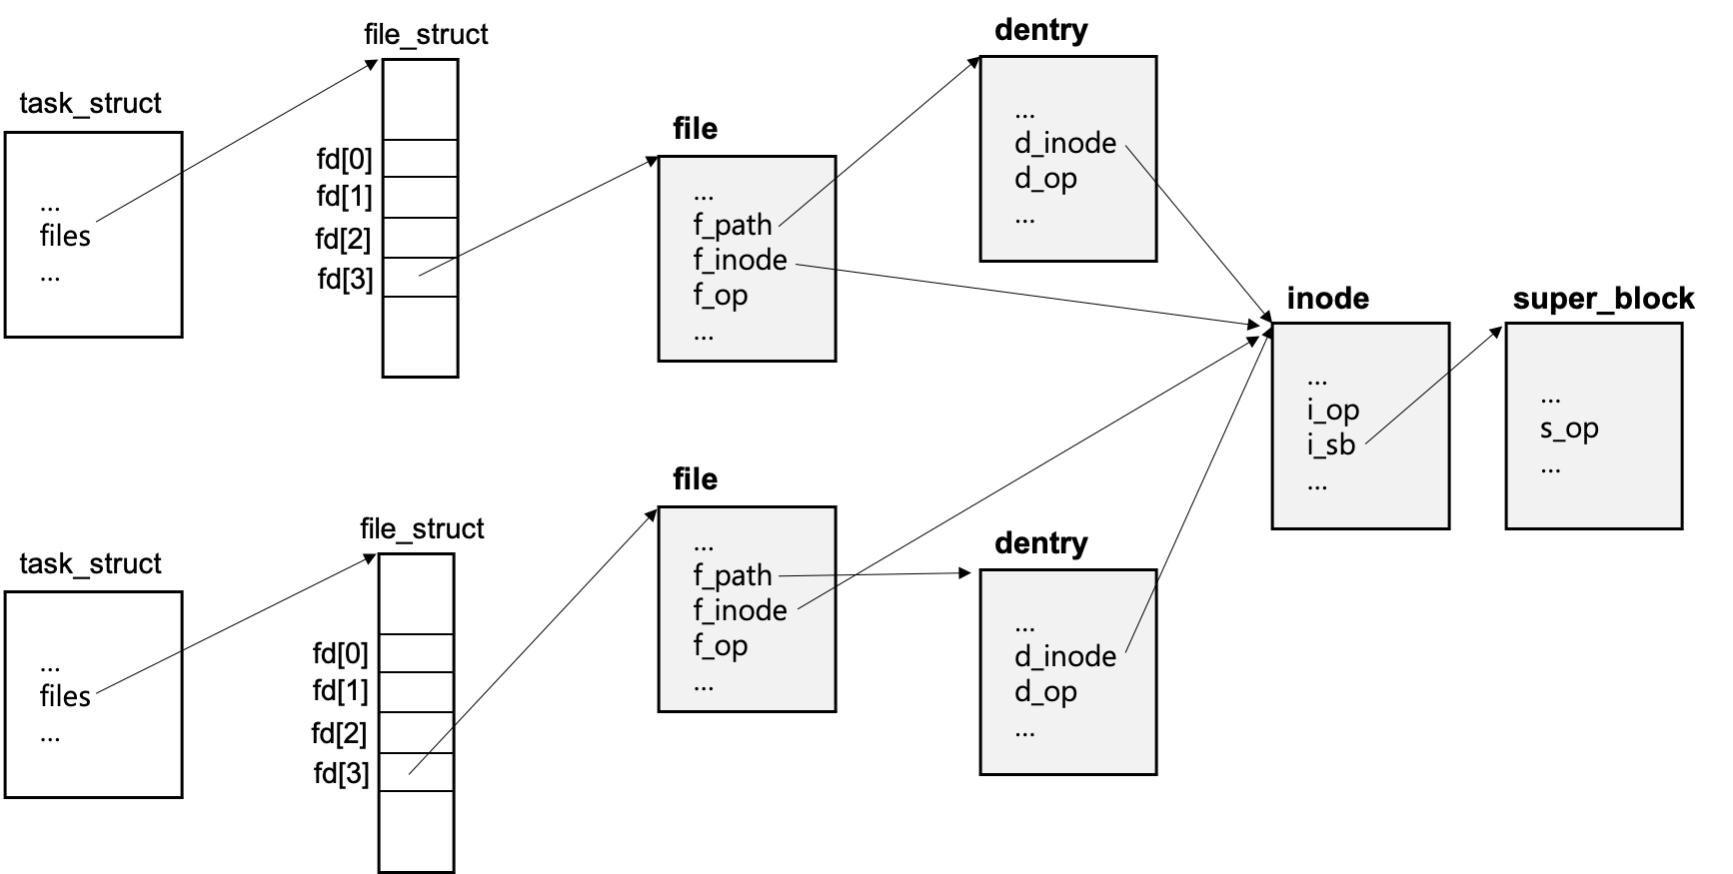 task_struct
...
files
...
file_struct
fd[0]
fd[1]
fd[2]
fd[3]
file
...
f_path
f_inode
f_op
...
dentry
...
d_inode
d_op
...
inode
...
i_op
i_sb
...
super_block
...
s_op
...
task_struct
...
files
...
file_struct
fd[0]
fd[1]
fd[2]
fd[3]
file
...
f_path
f_inode
f_op
...
dentry
...
d_inode
d_op
...